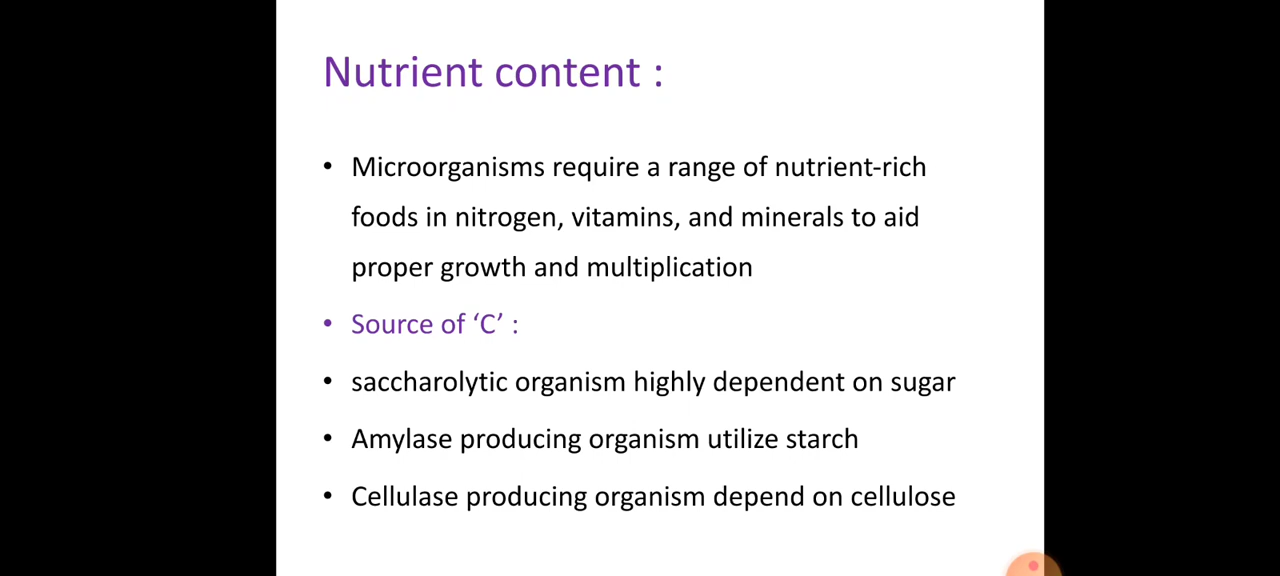 Nutrient content :
• Microorganisms require a range of nutrient-rich
foods in nitrogen, vitamins, and minerals to aid
proper growth and multiplication
• Source of ‘C’ :
• saccharolytic organism highly dependent on sugar
• Amylase producing organism utilize starch
• Cellulase producing organism depend on cellulose